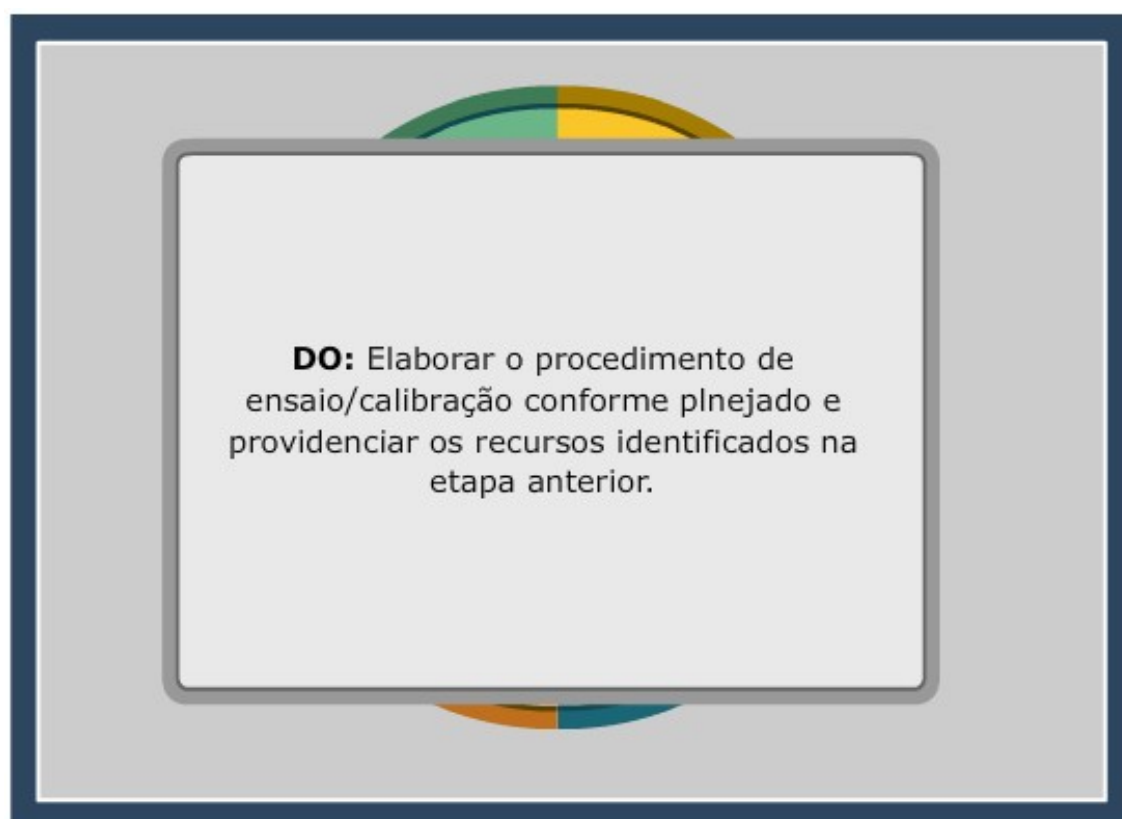 DO: Elaborar o procedimento de
ensaio/calibração conforme plnejado e
providenciar os recursos identificados na
etapa anterior.